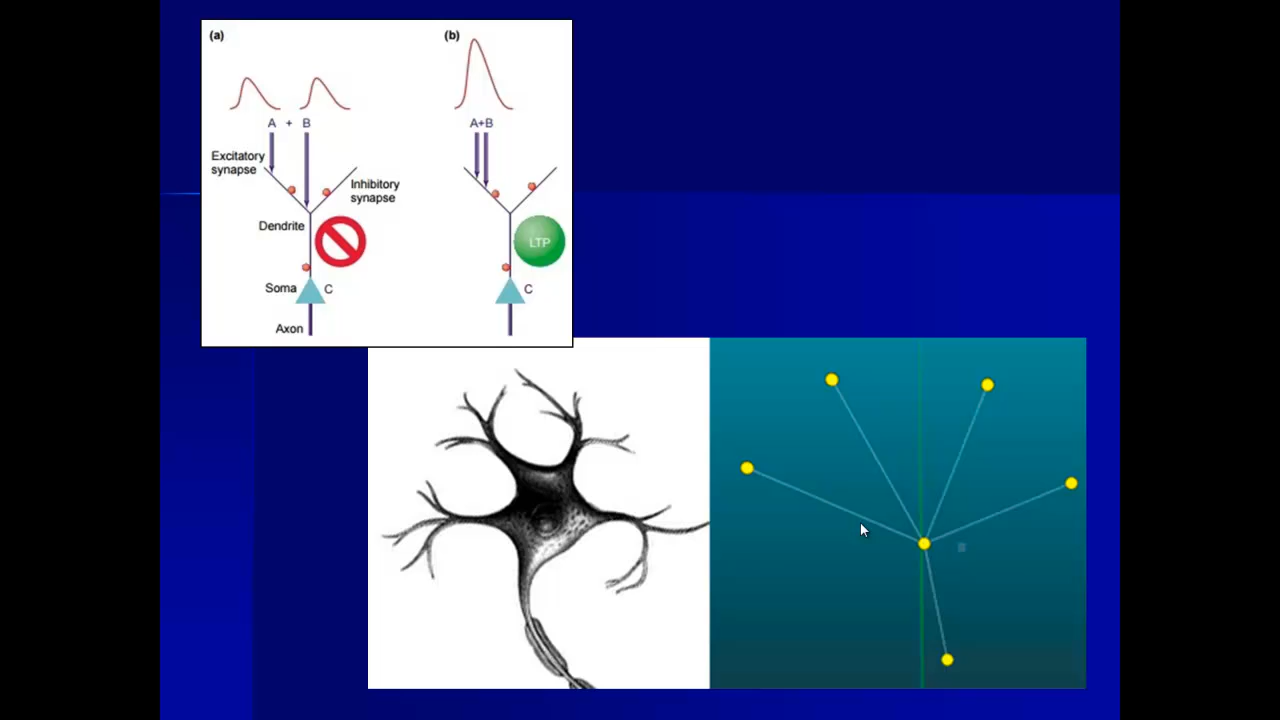 (a)
A + B
Excitatory
synapse
Inhibitory
synapse
Dendrite
Soma
C
Axon
(b)
A+B
LTP
C